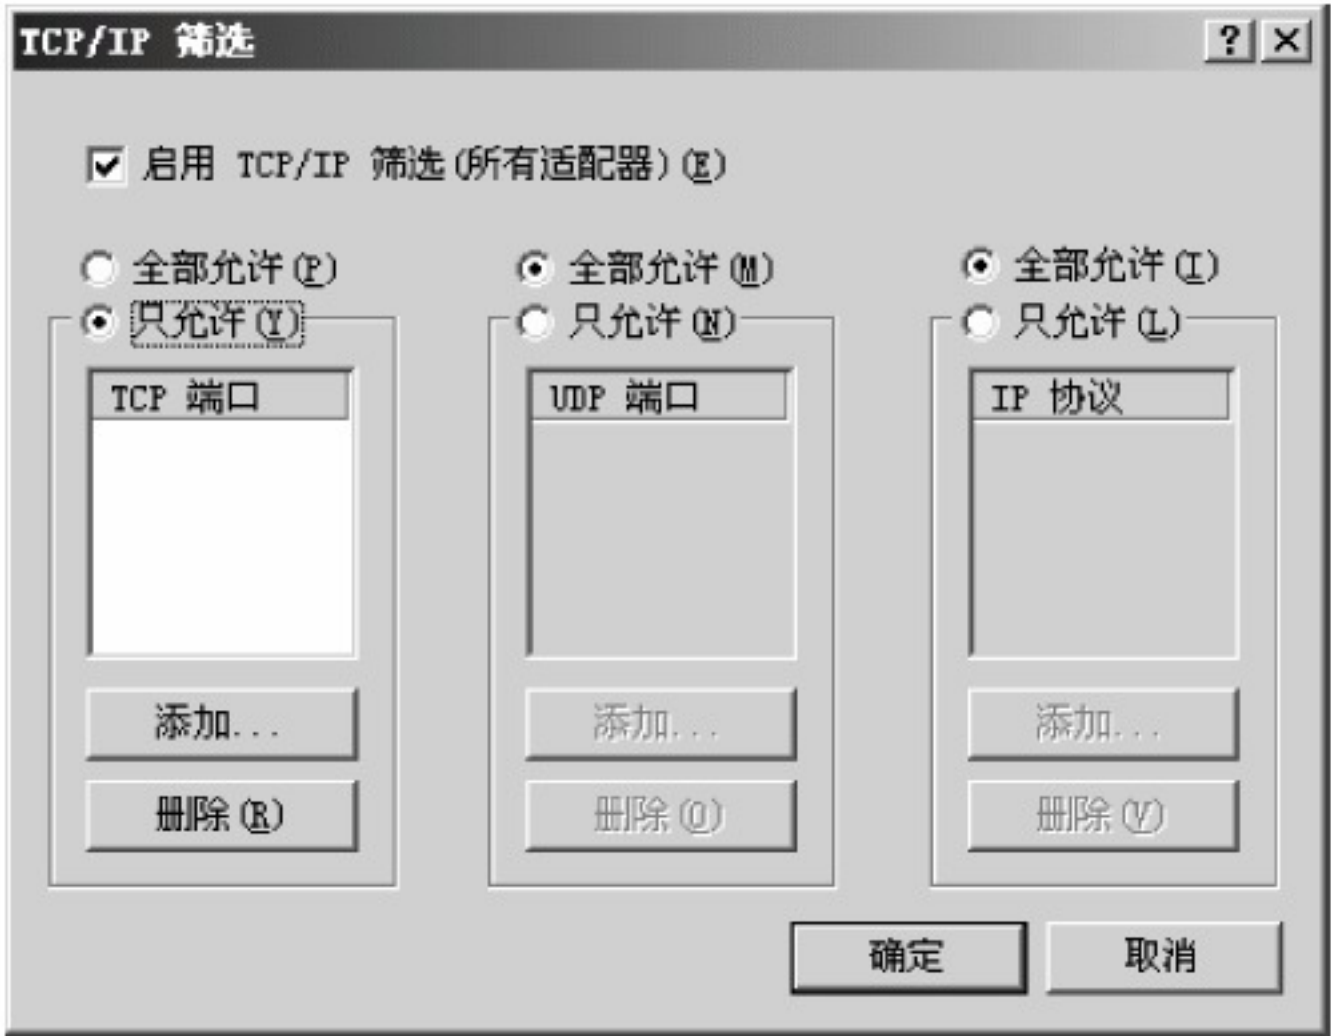 TCP/IP 筛选
启用 TCP/IP 筛选(所有适配器)(E)
全部允许(P)
只允许(Y)
TCP 端口
添加...
删除(R)
全部允许(M)
只允许(N)
UDP 端口
添加...
删除(O)
全部允许(I)
只允许(L)
IP 协议
添加...
删除(V)
确定
取消